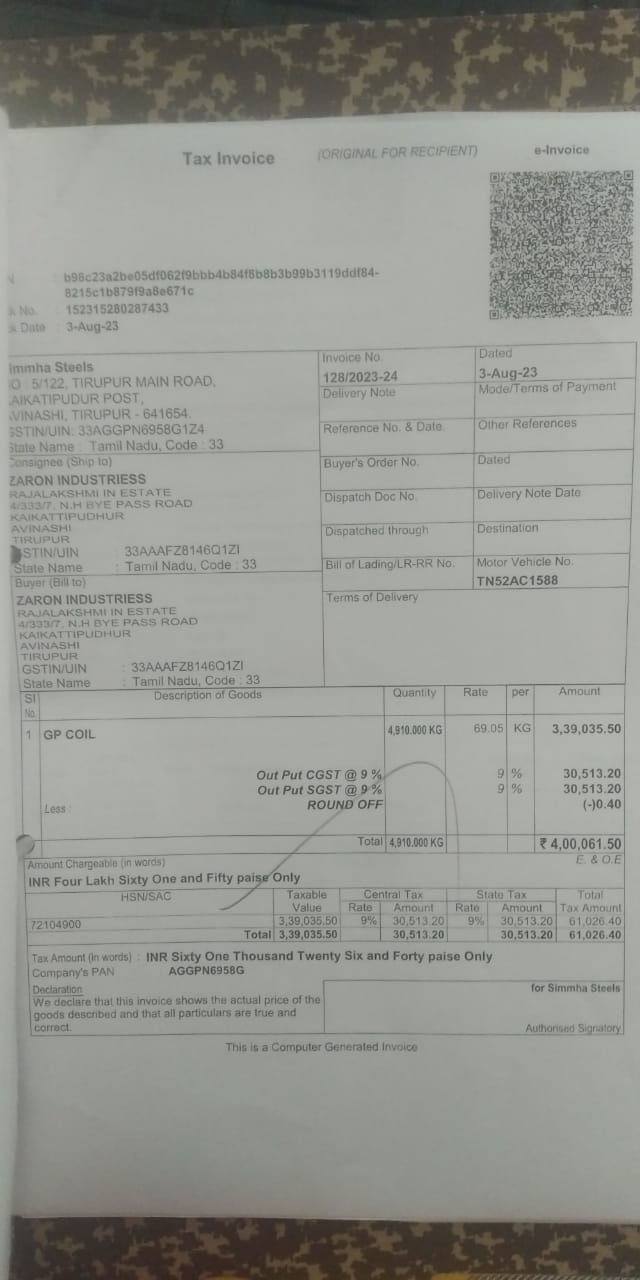 Tax Invoice
(ORIGINAL FOR RECIPIENT)
e-Invoice
b98c23a2be05df062f9bbb4b84f8b8b3b99b3119ddf84-
8215c1b879f9a8e671c
No. : 152315280287433
Date : 3-Aug-23
immha Steels
5/122, TIRUPUR MAIN ROAD,
AIKATIPUDUR POST,
VINASHI, TIRUPUR - 641654.
GSTIN/UIN: 33AGGPN6958G1Z4
State Name : Tamil Nadu, Code : 33
Invoice No.
128/2023-24
Dated
3-Aug-23
Delivery Note
Mode/Terms of Payment
Reference No. & Date.
Other References
Consignee (Ship to)
ZARON INDUSTRIESS
RAJALAKSHMI IN ESTATE
4/333/7, N.H BYE PASS ROAD
KAIKATTIPUDHUR
AVINASHI
TIRUPUR
GSTIN/UIN : 33AAAFZ8146Q1ZI
State Name : Tamil Nadu, Code : 33
Buyer's Order No.
Dated
Dispatch Doc No.
Delivery Note Date
Dispatched through
Destination
Bill of Lading/LR-RR No.
Motor Vehicle No.
TN52AC1588
Buyer (Bill to)
ZARON INDUSTRIESS
RAJALAKSHMI IN ESTATE
4/333/7, N.H BYE PASS ROAD
KAIKATTIPUDHUR
AVINASHI
TIRUPUR
GSTIN/UIN : 33AAAFZ8146Q1ZI
State Name : Tamil Nadu, Code : 33
Terms of Delivery
Sl No. Description of Goods Quantity Rate per Amount
1 GP COIL 4,910.000 KG 69.05 KG 3,39,035.50
Out Put CGST @ 9 % 9 % 30,513.20
Out Put SGST @ 9 % 9 % 30,513.20
Less : ROUND OFF (-)0.40
Total 4,910.000 KG ₹ 4,00,061.50
Amount Chargeable (in words) E. & O.E
INR Four Lakh Sixty One and Fifty paise Only
HSN/SAC Taxable Value Central Tax State Tax Total Tax Amount
Rate Amount Rate Amount
72104900 3,39,035.50 9% 30,513.20 9% 30,513.20 61,026.40
Total 3,39,035.50 30,513.20 30,513.20 61,026.40
Tax Amount (in words) : INR Sixty One Thousand Twenty Six and Forty paise Only
Company's PAN AGGPN6958G
Declaration
We declare that this invoice shows the actual price of the
goods described and that all particulars are true and
correct.
for Simmha Steels
Authorised Signatory
This is a Computer Generated Invoice